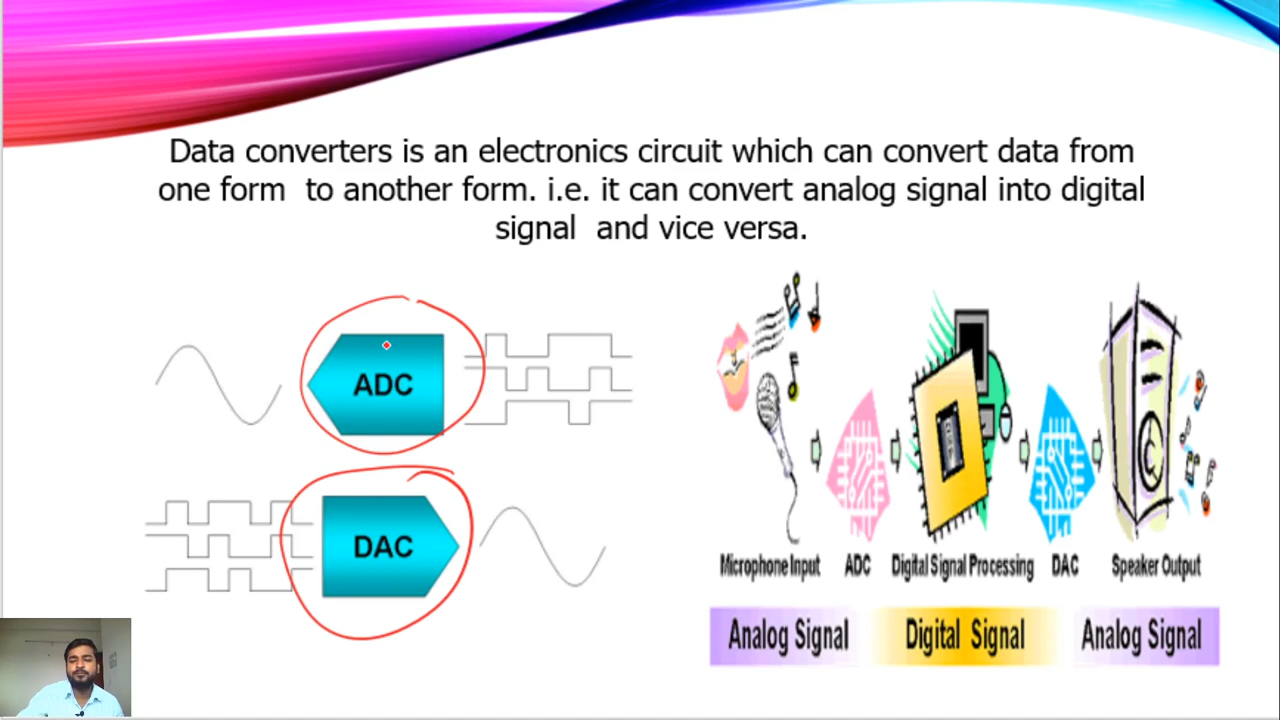 Data converters is an electronics circuit which can convert data from
one form to another form. i.e. it can convert analog signal into digital
signal and vice versa.
ADC
DAC
Microphone Input
ADC
Digital Signal Processing
DAC
Speaker Output
Analog Signal
Digital Signal
Analog Signal